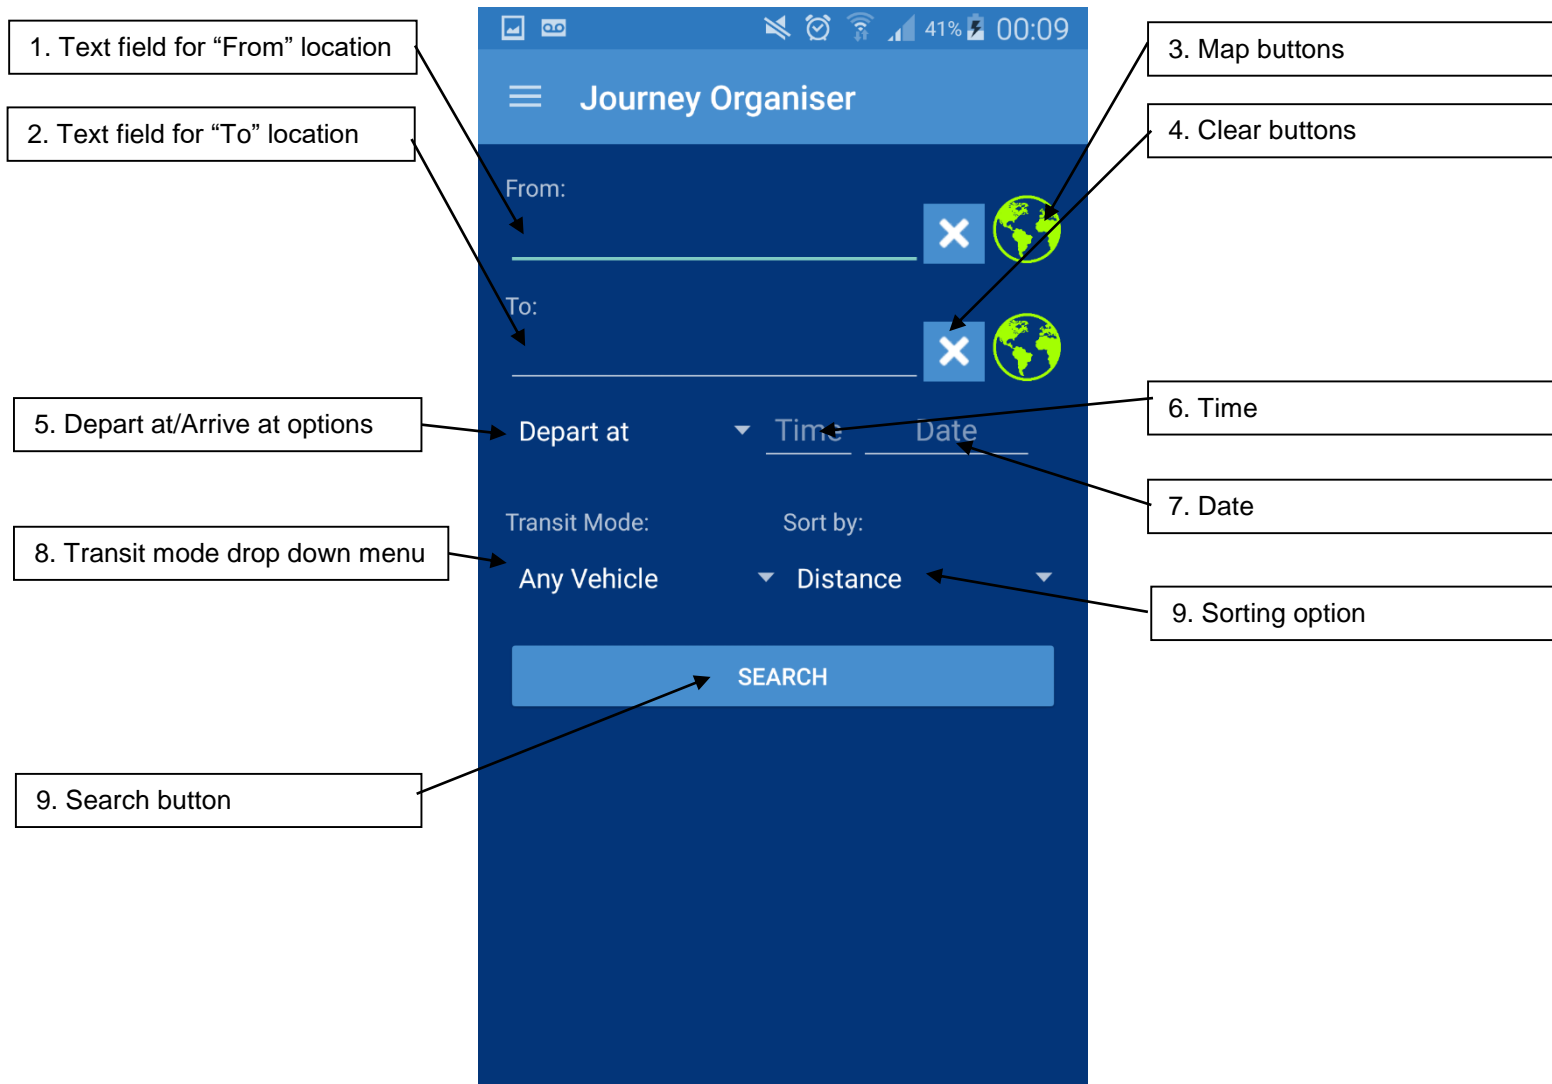 1. Text field for “From” location
2. Text field for “To” location
41% 00:09
Journey Organiser
3. Map buttons
4. Clear buttons
From:
To:
5. Depart at/Arrive at options
Depart at Time Date
6. Time
7. Date
Transit Mode: Sort by:
8. Transit mode drop down menu
Any Vehicle Distance
9. Sorting option
SEARCH
9. Search button